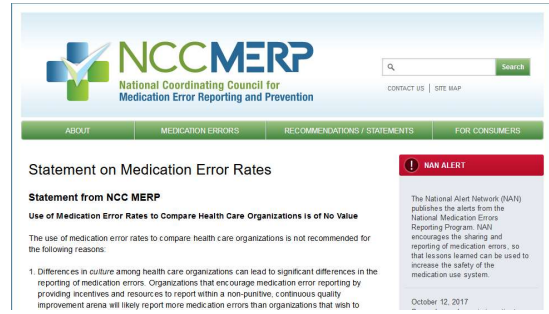 NCCMERP
National Coordinating Council for
Medication Error Reporting and Prevention
Search
CONTACT US | SITE MAP
ABOUT
MEDICATION ERRORS
RECOMMENDATIONS / STATEMENTS
FOR CONSUMERS
Statement on Medication Error Rates
Statement from NCC MERP
Use of Medication Error Rates to Compare Health Care Organizations is of No Value
The use of medication error rates to compare health care organizations is not recommended for
the following reasons:
1. Differences in culture among health care organizations can lead to significant differences in the
reporting of medication errors. Organizations that encourage medication error reporting by
providing incentives and resources to report within a non-punitive, continuous quality
improvement arena will likely report more medication errors than organizations that wish to
! NAN ALERT
The National Alert Network (NAN)
publishes the alerts from the
National Medication Errors
Reporting Program. NAN
encourages the sharing and
reporting of medication errors, so
that lessons learned can be used to
increase the safety of the
medication use system.
October 12, 2017